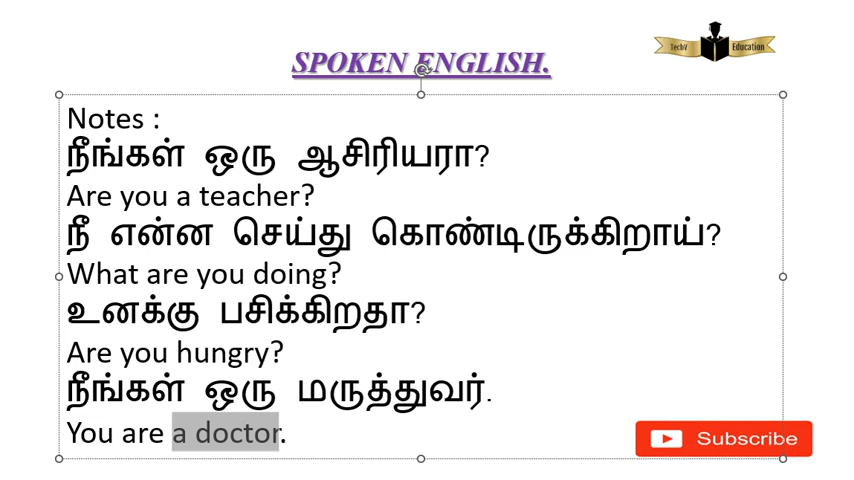 SPOKEN ENGLISH.
TechV Education
Notes :
நீங்கள் ஒரு ஆசிரியரா?
Are you a teacher?
நீ என்ன செய்து கொண்டிருக்கிறாய்?
What are you doing?
உனக்கு பசிக்கிறதா?
Are you hungry?
நீங்கள் ஒரு மருத்துவர்.
You are a doctor.
Subscribe